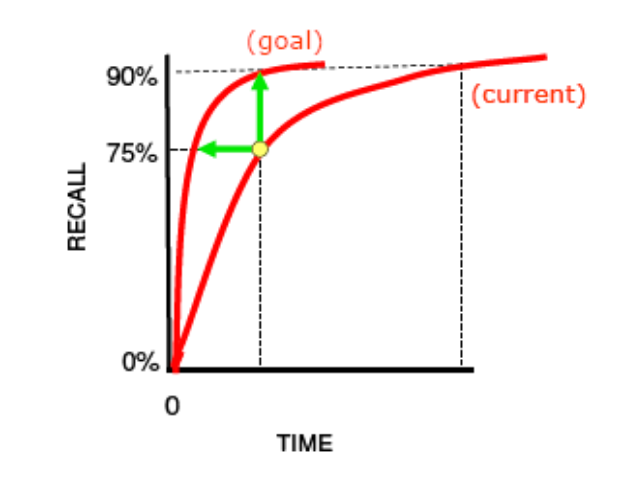 (goal)
90%
(current)
75%
RECALL
0%
0
TIME